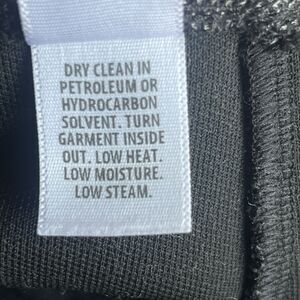 DRY CLEAN IN
PETROLEUM OR
HYDROCARBON
SOLVENT. TURN
GARMENT INSIDE
OUT. LOW HEAT.
LOW MOISTURE.
LOW STEAM.